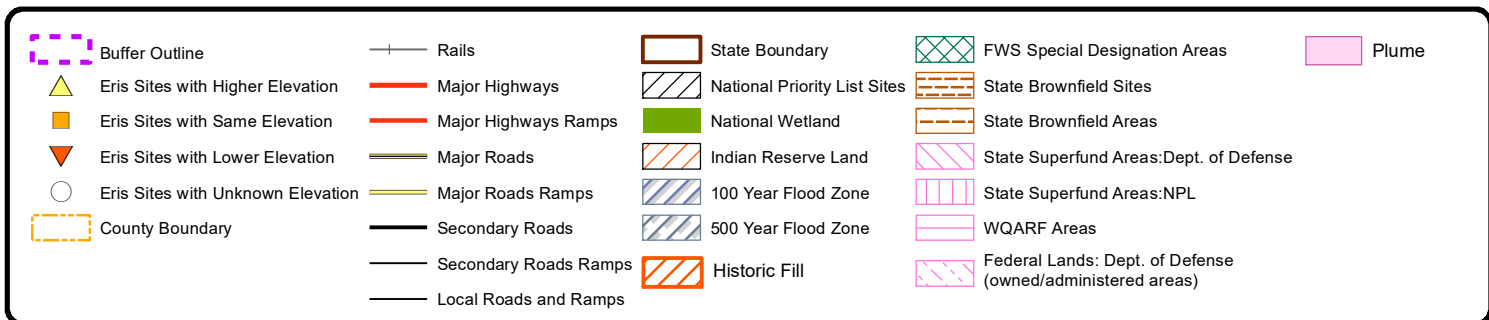 Buffer Outline
Eris Sites with Higher Elevation
Eris Sites with Same Elevation
Eris Sites with Lower Elevation
Eris Sites with Unknown Elevation
County Boundary
Rails
Major Highways
Major Highways Ramps
Major Roads
Major Roads Ramps
Secondary Roads
Secondary Roads Ramps
Local Roads and Ramps
State Boundary
National Priority List Sites
National Wetland
Indian Reserve Land
100 Year Flood Zone
500 Year Flood Zone
Historic Fill
FWS Special Designation Areas
State Brownfield Sites
State Brownfield Areas
State Superfund Areas:Dept. of Defense
State Superfund Areas:NPL
WQARF Areas
Federal Lands: Dept. of Defense
(owned/administered areas)
Plume